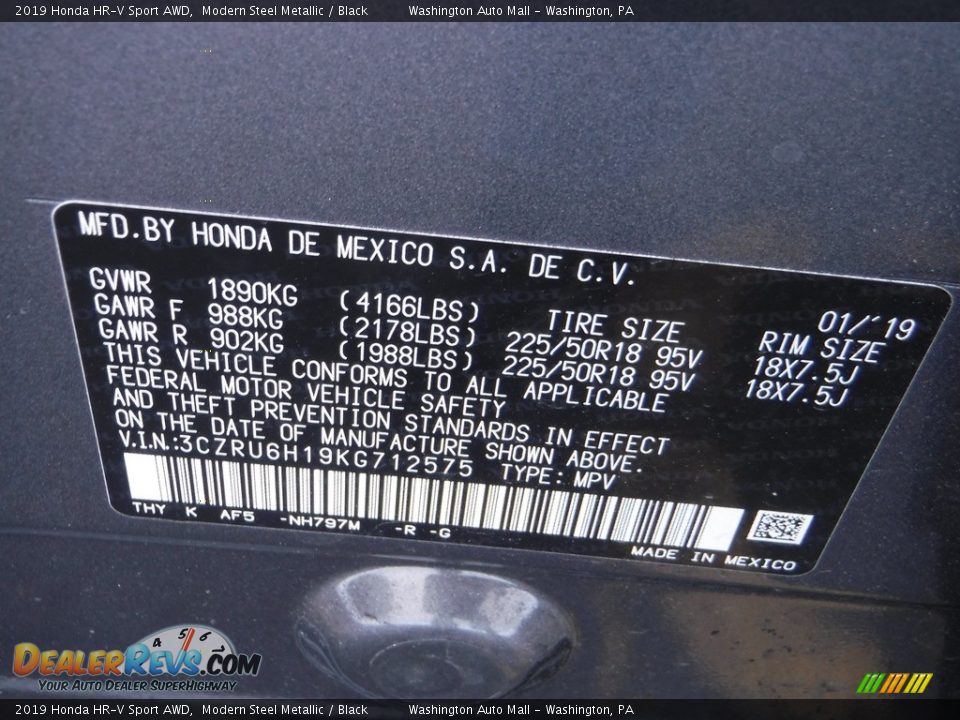 2019 Honda HR-V Sport AWD, Modern Steel Metallic / Black Washington Auto Mall - Washington, PA
MFD.BY HONDA DE MEXICO S.A. DE C.V.
01/'19
GVWR 1890KG (4166LBS) TIRE SIZE RIM SIZE
GAWR F 988KG (2178LBS) 225/50R18 95V 18X7.5J
GAWR R 902KG (1988LBS) 225/50R18 95V 18X7.5J
THIS VEHICLE CONFORMS TO ALL APPLICABLE
FEDERAL MOTOR VEHICLE SAFETY
AND THEFT PREVENTION STANDARDS IN EFFECT
ON THE DATE OF MANUFACTURE SHOWN ABOVE.
V.I.N.:3CZRU6H19KG712575 TYPE: MPV
THY K AF5 -NH797M -R -G
MADE IN MEXICO
4 5 6
DEALERREVS.COM
YOUR AUTO DEALER SUPERHIGHWAY
2019 Honda HR-V Sport AWD, Modern Steel Metallic / Black Washington Auto Mall - Washington, PA